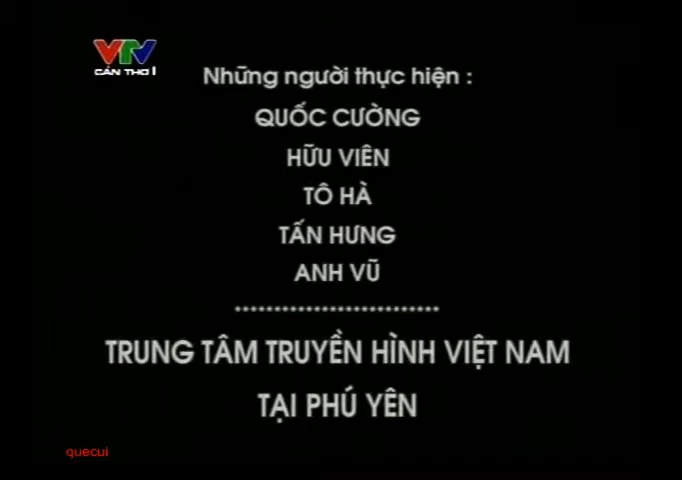 VTV
CẦN THƠ 1
Những người thực hiện :
QUỐC CƯỜNG
HỮU VIÊN
TÔ HÀ
TẤN HƯNG
ANH VŨ
**************************
TRUNG TÂM TRUYỀN HÌNH VIỆT NAM
TẠI PHÚ YÊN
quecui